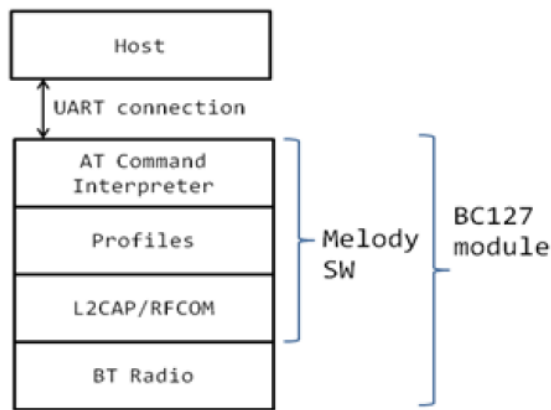 Host
UART connection
AT Command
Interpreter
Profiles
L2CAP/RFCOM
BT Radio
Melody
SW
BC127
module